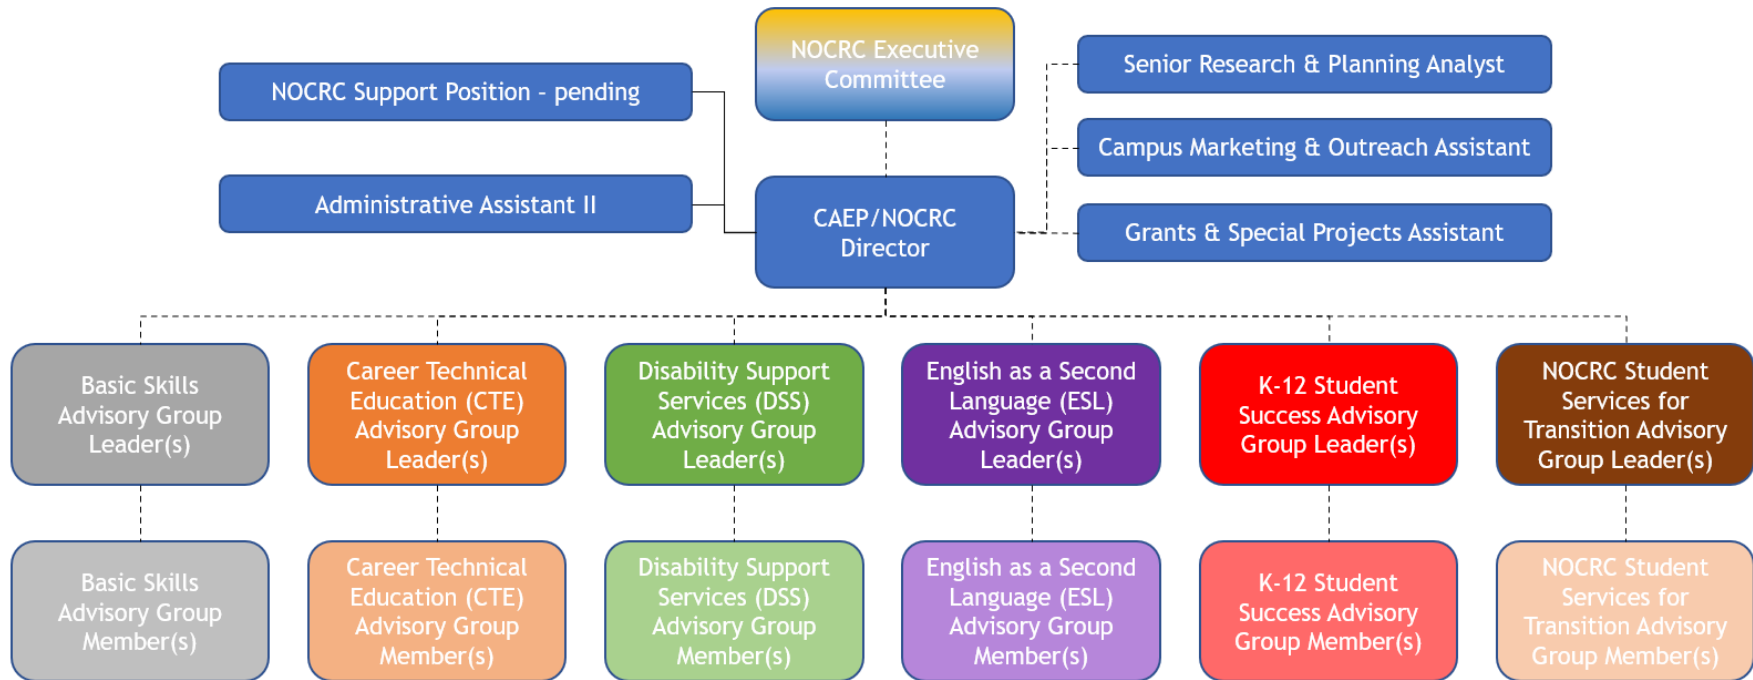 NOCRC Executive
Committee
NOCRC Support Position – pending
Administrative Assistant II
Senior Research & Planning Analyst
Campus Marketing & Outreach Assistant
Grants & Special Projects Assistant
CAEP/NOCRC
Director
Basic Skills
Advisory Group
Leader(s)
Career Technical
Education (CTE)
Advisory Group
Leader(s)
Disability Support
Services (DSS)
Advisory Group
Leader(s)
English as a Second
Language (ESL)
Advisory Group
Leader(s)
K-12 Student
Success Advisory
Group Leader(s)
NOCRC Student
Services for
Transition Advisory
Group Leader(s)
Basic Skills
Advisory Group
Member(s)
Career Technical
Education (CTE)
Advisory Group
Member(s)
Disability Support
Services (DSS)
Advisory Group
Member(s)
English as a Second
Language (ESL)
Advisory Group
Member(s)
K-12 Student
Success Advisory
Group Member(s)
NOCRC Student
Services for
Transition Advisory
Group Member(s)